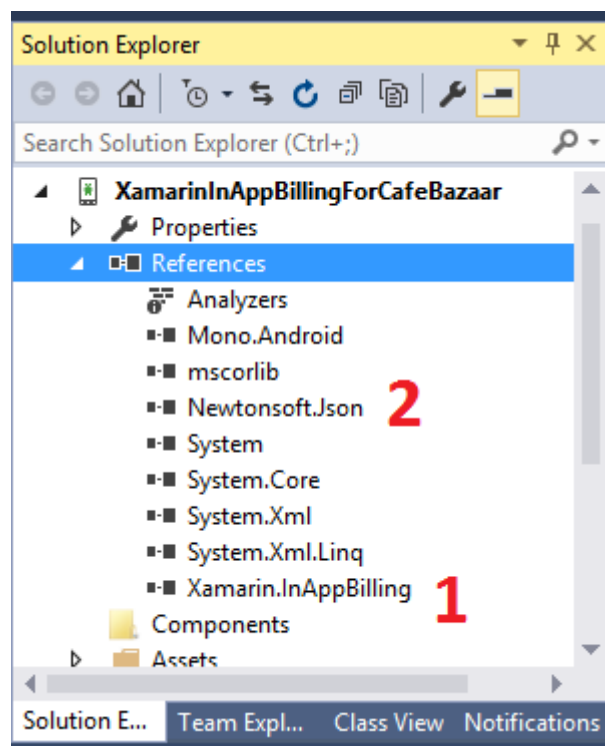 Solution Explorer
Search Solution Explorer (Ctrl+;)
XamarinInAppBillingForCafeBazaar
Properties
References
Analyzers
Mono.Android
mscorlib
Newtonsoft.Json 2
System
System.Core
System.Xml
System.Xml.Linq
Xamarin.InAppBilling 1
Components
Assets
Solution E... Team Expl... Class View Notifications